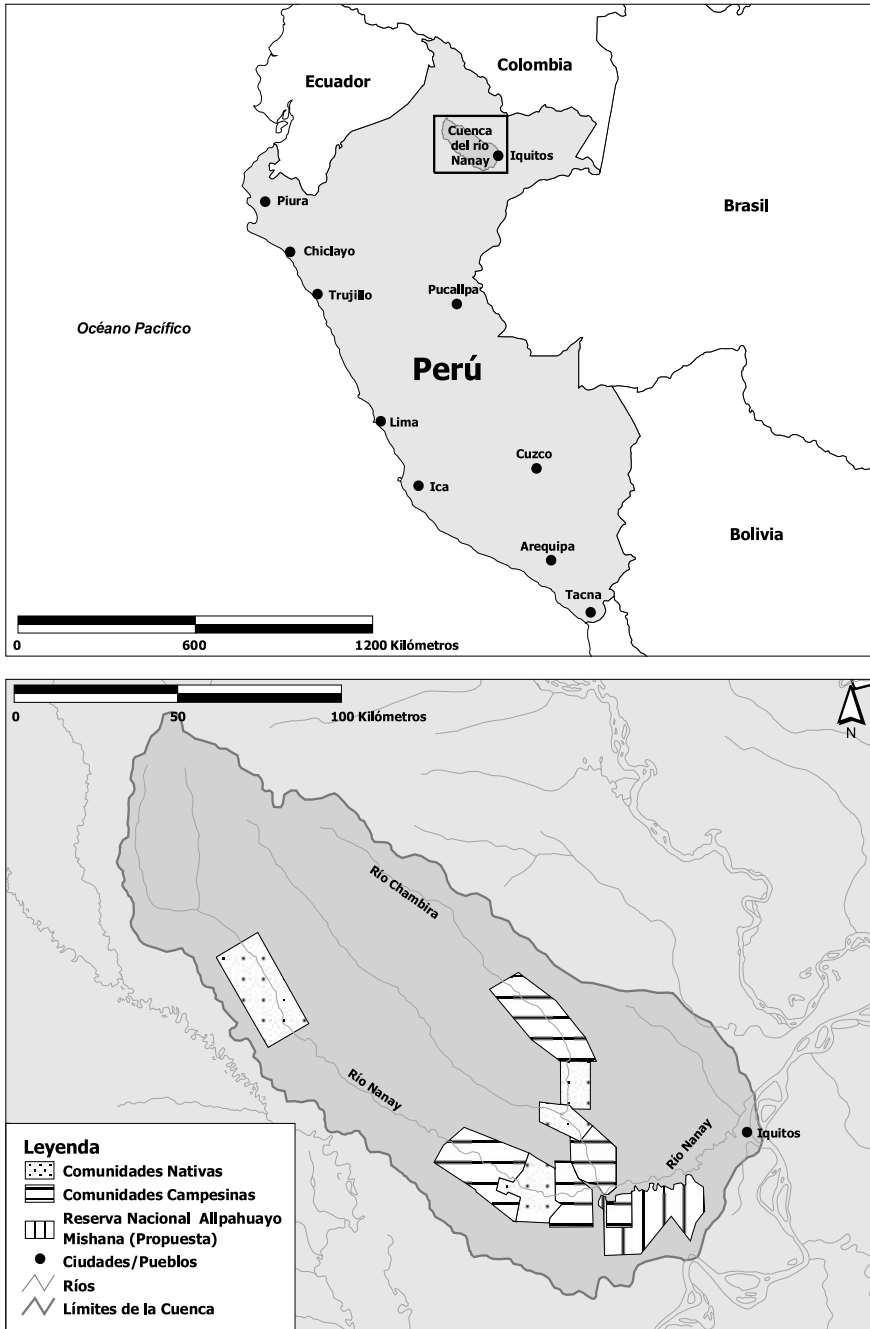 Ecuador
Colombia
Cuenca
del río
Nanay
Iquitos
Piura
Brasil
Chiclayo
Trujillo
Pucallpa
Océano Pacífico
Perú
Lima
Cuzco
Ica
Bolivia
Arequipa
Tacna
0 600 1200 Kilómetros
0 50 100 Kilómetros
N
Río Chambira
Río Nanay
Río Nanay
Iquitos
Leyenda
Comunidades Nativas
Comunidades Campesinas
Reserva Nacional Allpahuayo
Mishana (Propuesta)
Ciudades/Pueblos
Ríos
Límites de la Cuenca